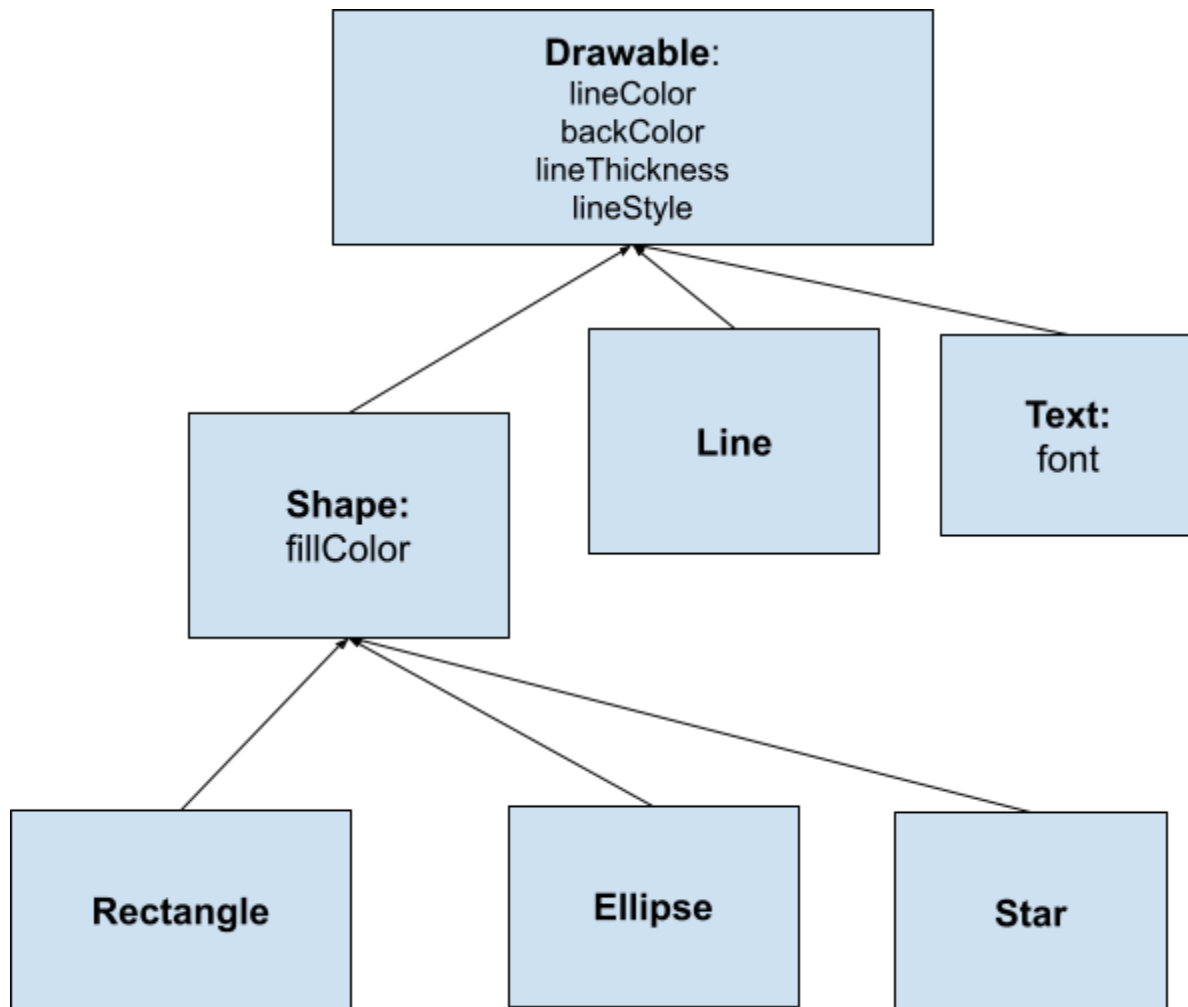 Drawable:
lineColor
backColor
lineThickness
lineStyle
Line
Text:
font
Shape:
fillColor
Rectangle
Ellipse
Star